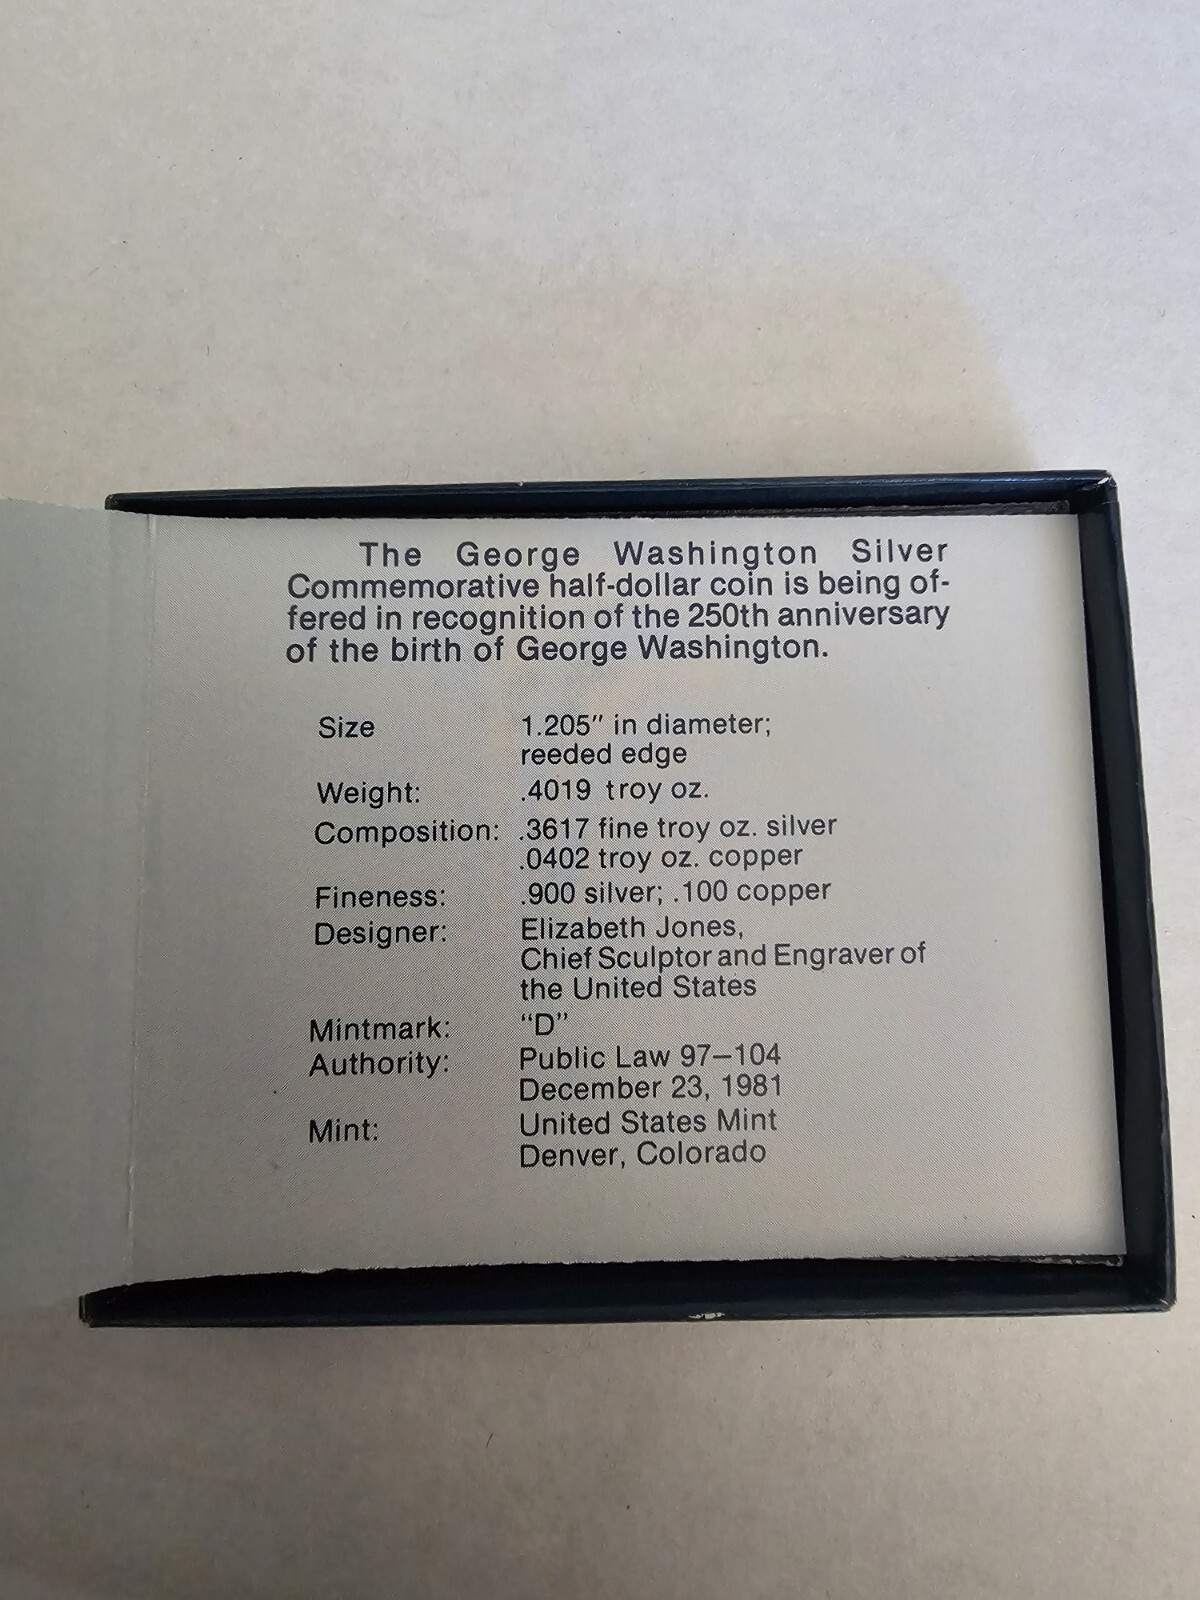 The George Washington Silver
Commemorative half-dollar coin is being of-
fered in recognition of the 250th anniversary
of the birth of George Washington.
Size 1.205" in diameter;
reeded edge
Weight: .4019 troy oz.
Composition: .3617 fine troy oz. silver
.0402 troy oz. copper
Fineness: .900 silver; .100 copper
Designer: Elizabeth Jones,
Chief Sculptor and Engraver of
the United States
Mintmark: “D”
Authority: Public Law 97–104
December 23, 1981
Mint: United States Mint
Denver, Colorado